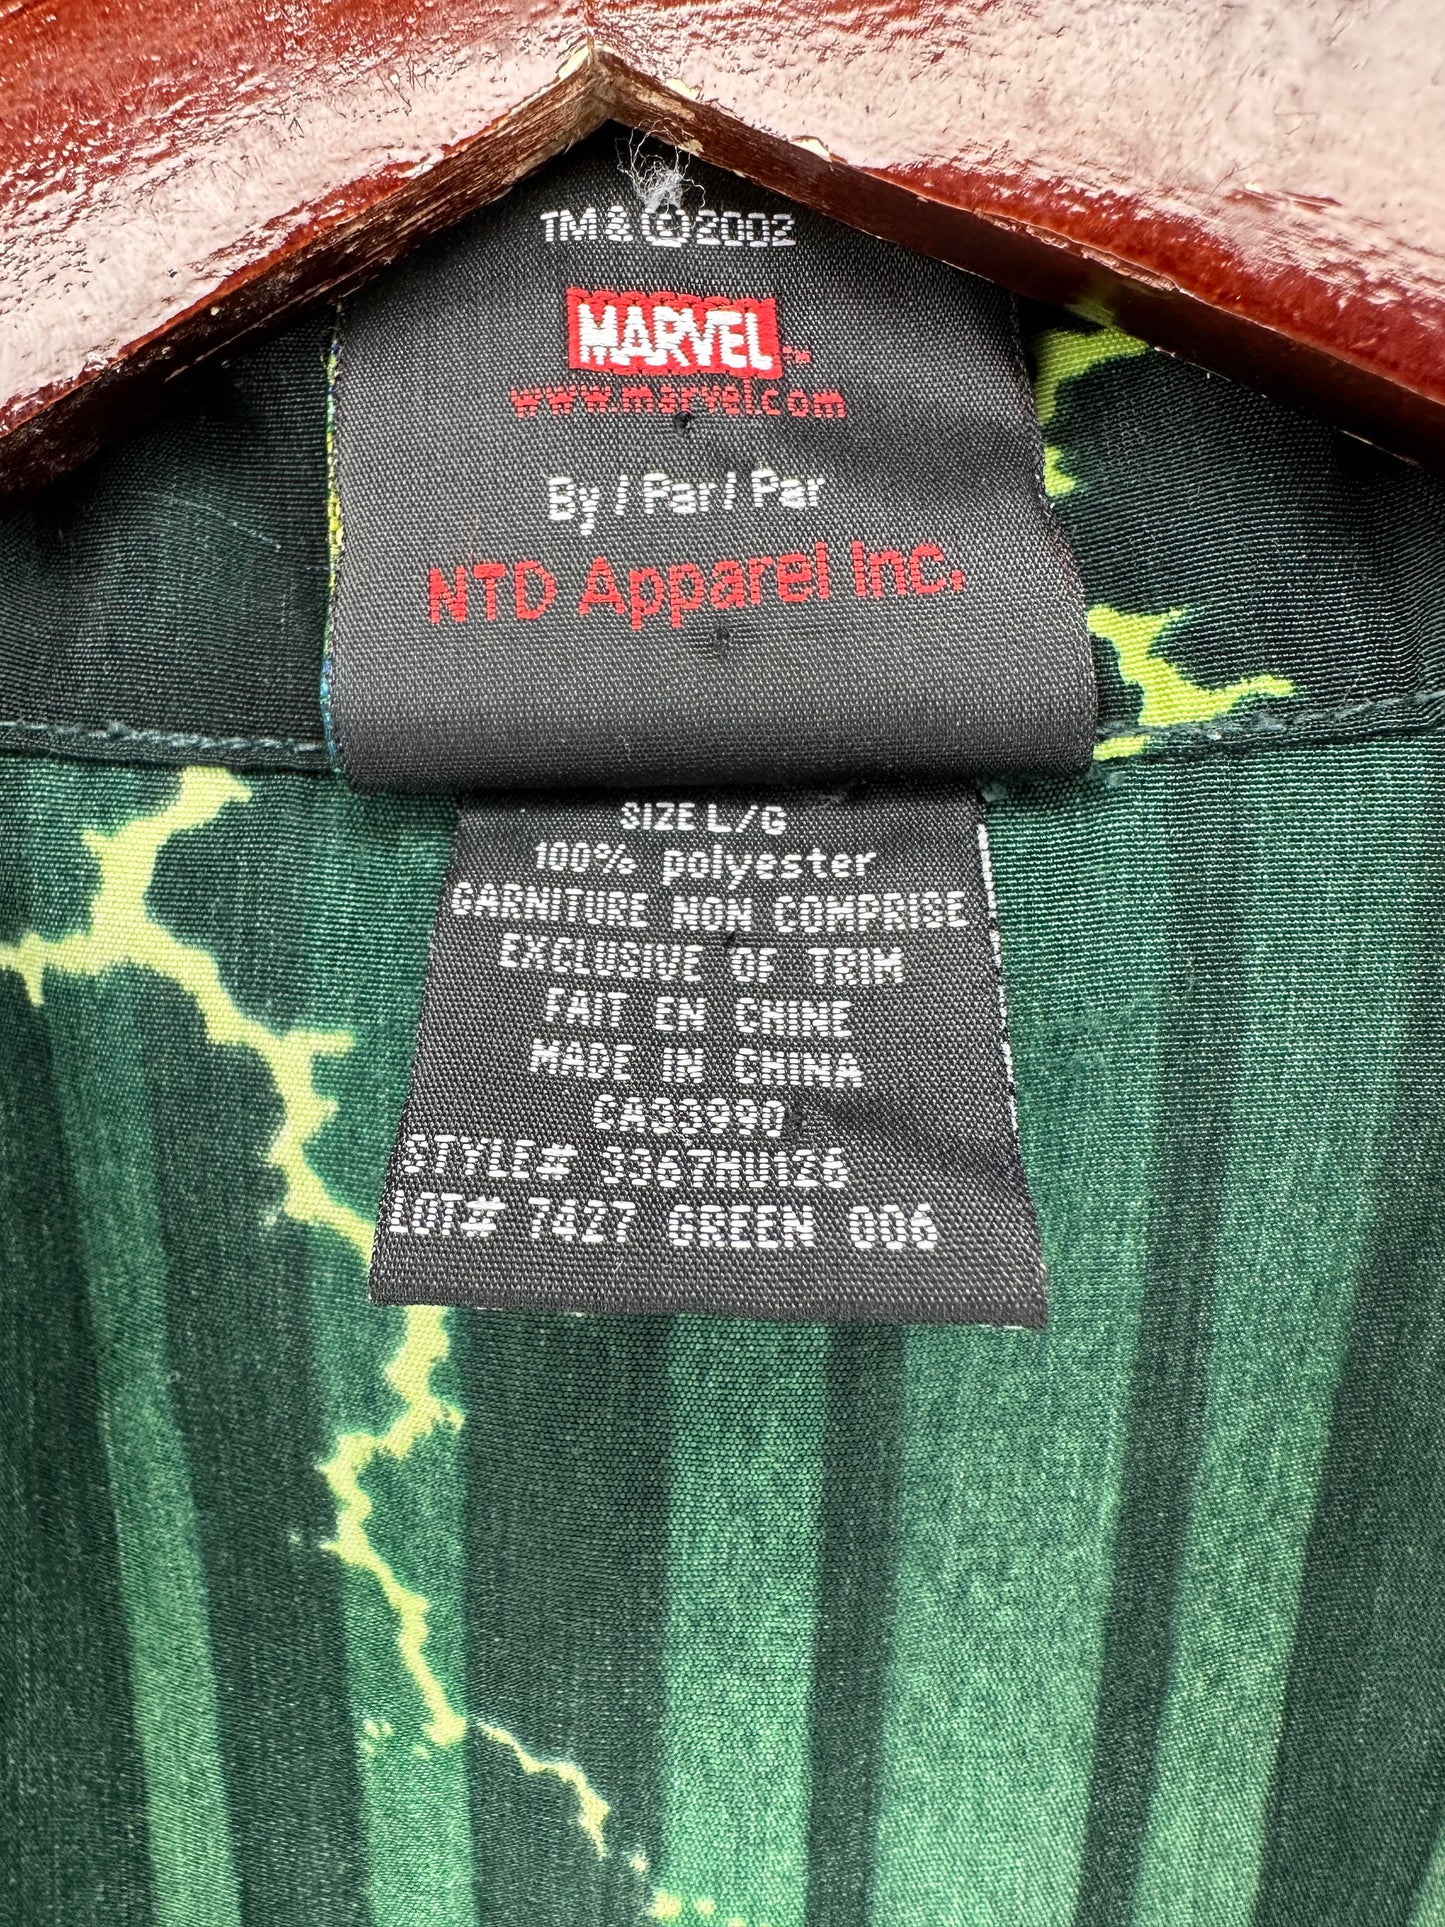 TM & © 2002
MARVEL™
www.marvel.com
By / Par / Par
NTD Apparel Inc.
SIZE L/G
100% polyester
GARNITURE NON COMPRISE
EXCLUSIVE OF TRIM
FAIT EN CHINE
MADE IN CHINA
CA33990
STYLE# 3367HU126
LOT# 7427 GREEN 006